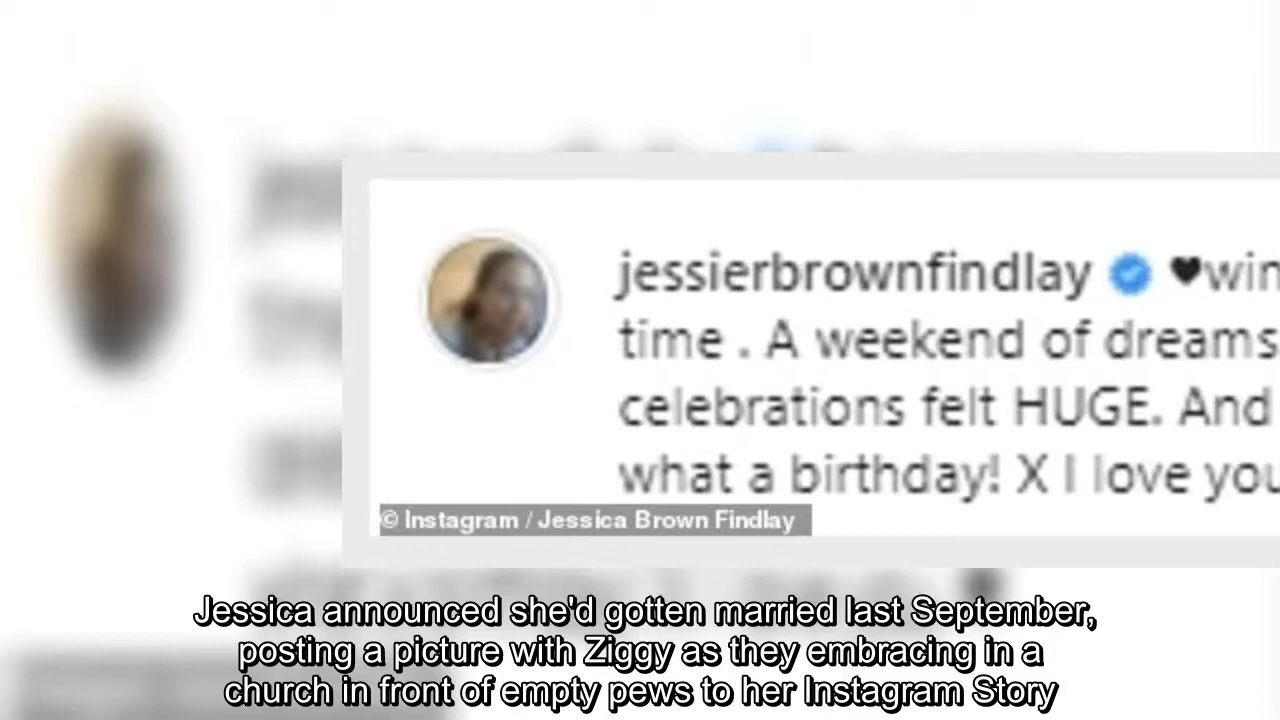 jessierbrownfindlay ♥win
time . A weekend of dreams
celebrations felt HUGE. And
what a birthday! X I love you
© Instagram / Jessica Brown Findlay
Jessica announced she'd gotten married last September,
posting a picture with Ziggy as they embracing in a
church in front of empty pews to her Instagram Story